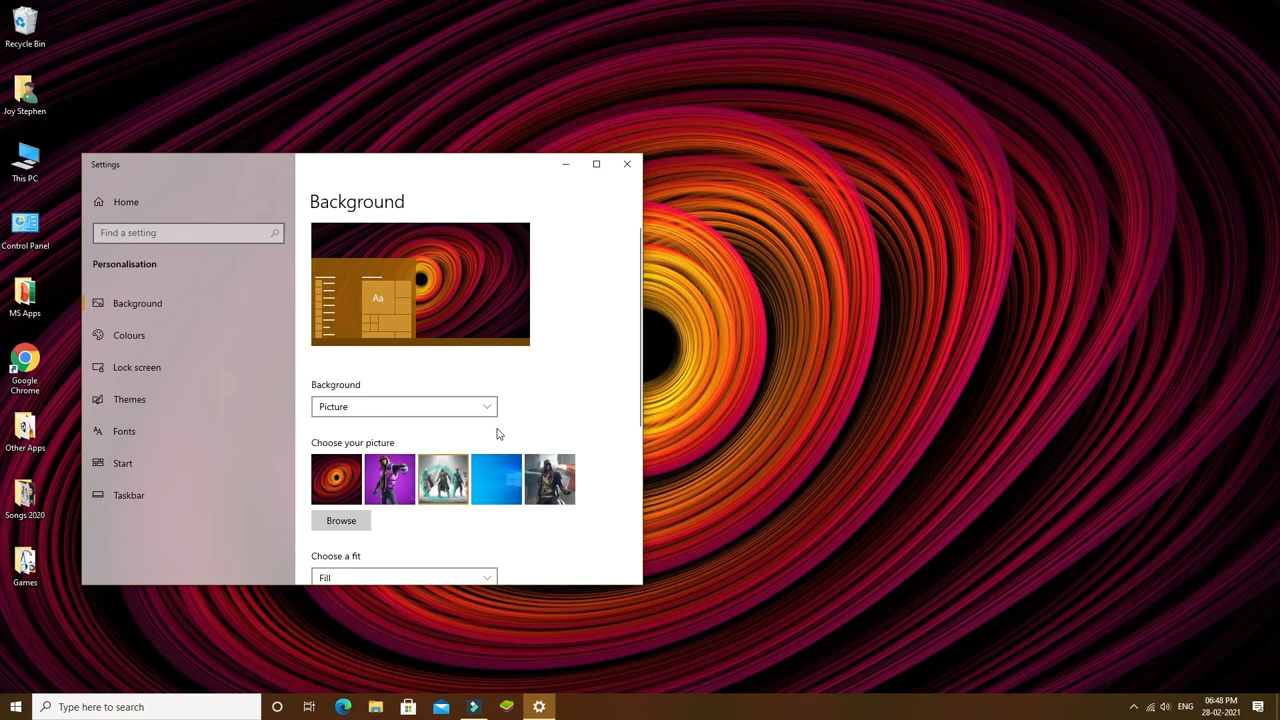 Recycle Bin
Joy Stephen
This PC
Control Panel
MS Apps
Google
Chrome
Other Apps
Songs 2020
Games
Settings
Home
Find a setting
Personalisation
Background
Colours
Lock screen
Themes
Fonts
Start
Taskbar
Background
Aa
Background
Picture
Choose your picture
Browse
Choose a fit
Fill
Type here to search
ENG
06:48 PM
28-02-2021